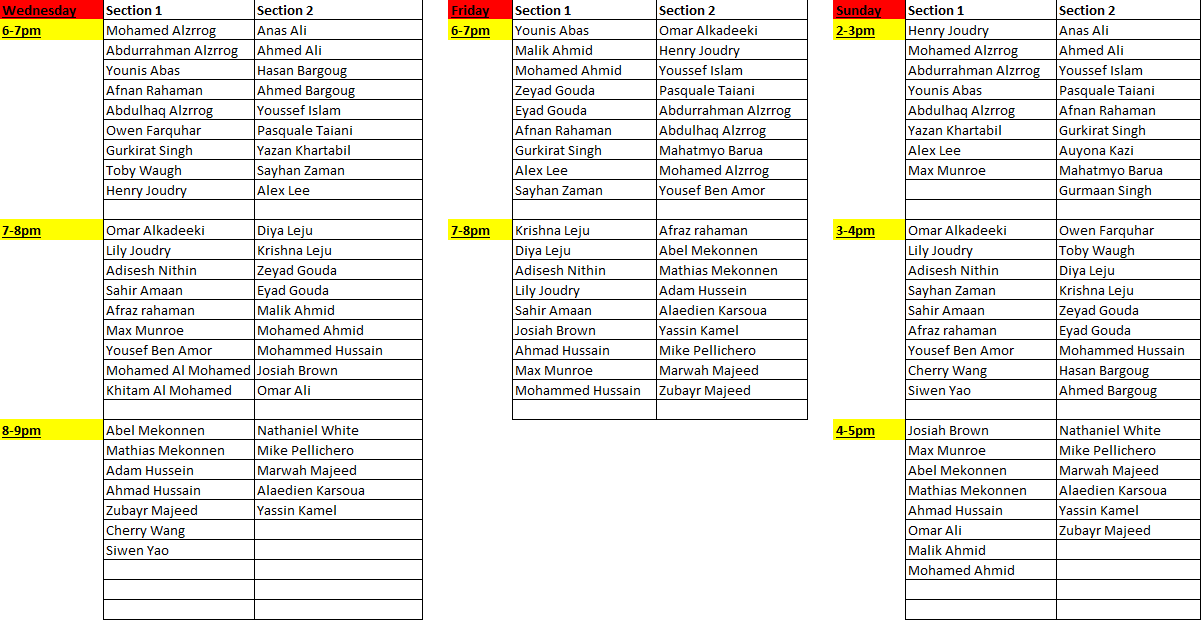 Wednesday Section 1 Section 2 Friday Section 1 Section 2 Sunday Section 1 Section 2
6-7pm Mohamed Alzrrog Anas Ali 6-7pm Younis Abas Omar Alkadeeki 2-3pm Henry Joudry Anas Ali
Abdurrahman Alzrrog Ahmed Ali Malik Ahmid Henry Joudry Mohamed Alzrrog Ahmed Ali
Younis Abas Hasan Bargoug Mohamed Ahmid Youssef Islam Abdurrahman Alzrrog Youssef Islam
Afnan Rahaman Ahmed Bargoug Zeyad Gouda Pasquale Taiani Younis Abas Pasquale Taiani
Abdulhaq Alzrrog Youssef Islam Eyad Gouda Abdurrahman Alzrrog Abdulhaq Alzrrog Afnan Rahaman
Owen Farquhar Pasquale Taiani Afnan Rahaman Abdulhaq Alzrrog Yazan Khartabil Gurkirat Singh
Gurkirat Singh Yazan Khartabil Gurkirat Singh Mahatmyo Barua Alex Lee Auyona Kazi
Toby Waugh Sayhan Zaman Alex Lee Mohamed Alzrrog Max Munroe Mahatmyo Barua
Henry Joudry Alex Lee Sayhan Zaman Yousef Ben Amor Gurmaan Singh
7-8pm Omar Alkadeeki Diya Leju 7-8pm Krishna Leju Afraz rahaman 3-4pm Omar Alkadeeki Owen Farquhar
Lily Joudry Krishna Leju Diya Leju Abel Mekonnen Lily Joudry Toby Waugh
Adisesh Nithin Zeyad Gouda Adisesh Nithin Mathias Mekonnen Adisesh Nithin Diya Leju
Sahir Amaan Eyad Gouda Lily Joudry Adam Hussein Sayhan Zaman Krishna Leju
Afraz rahaman Malik Ahmid Sahir Amaan Alaedien Karsoua Sahir Amaan Zeyad Gouda
Max Munroe Mohamed Ahmid Josiah Brown Yassin Kamel Afraz rahaman Eyad Gouda
Yousef Ben Amor Mohammed Hussain Ahmad Hussain Mike Pellichero Yousef Ben Amor Mohammed Hussain
Mohamed Al Mohamed Josiah Brown Max Munroe Marwah Majeed Cherry Wang Hasan Bargoug
Khitam Al Mohamed Omar Ali Mohammed Hussain Zubayr Majeed Siwen Yao Ahmed Bargoug
8-9pm Abel Mekonnen Nathaniel White 4-5pm Josiah Brown Nathaniel White
Mathias Mekonnen Mike Pellichero Max Munroe Mike Pellichero
Adam Hussein Marwah Majeed Abel Mekonnen Marwah Majeed
Ahmad Hussain Alaedien Karsoua Mathias Mekonnen Alaedien Karsoua
Zubayr Majeed Yassin Kamel Ahmad Hussain Yassin Kamel
Cherry Wang Omar Ali Zubayr Majeed
Siwen Yao Malik Ahmid
Mohamed Ahmid